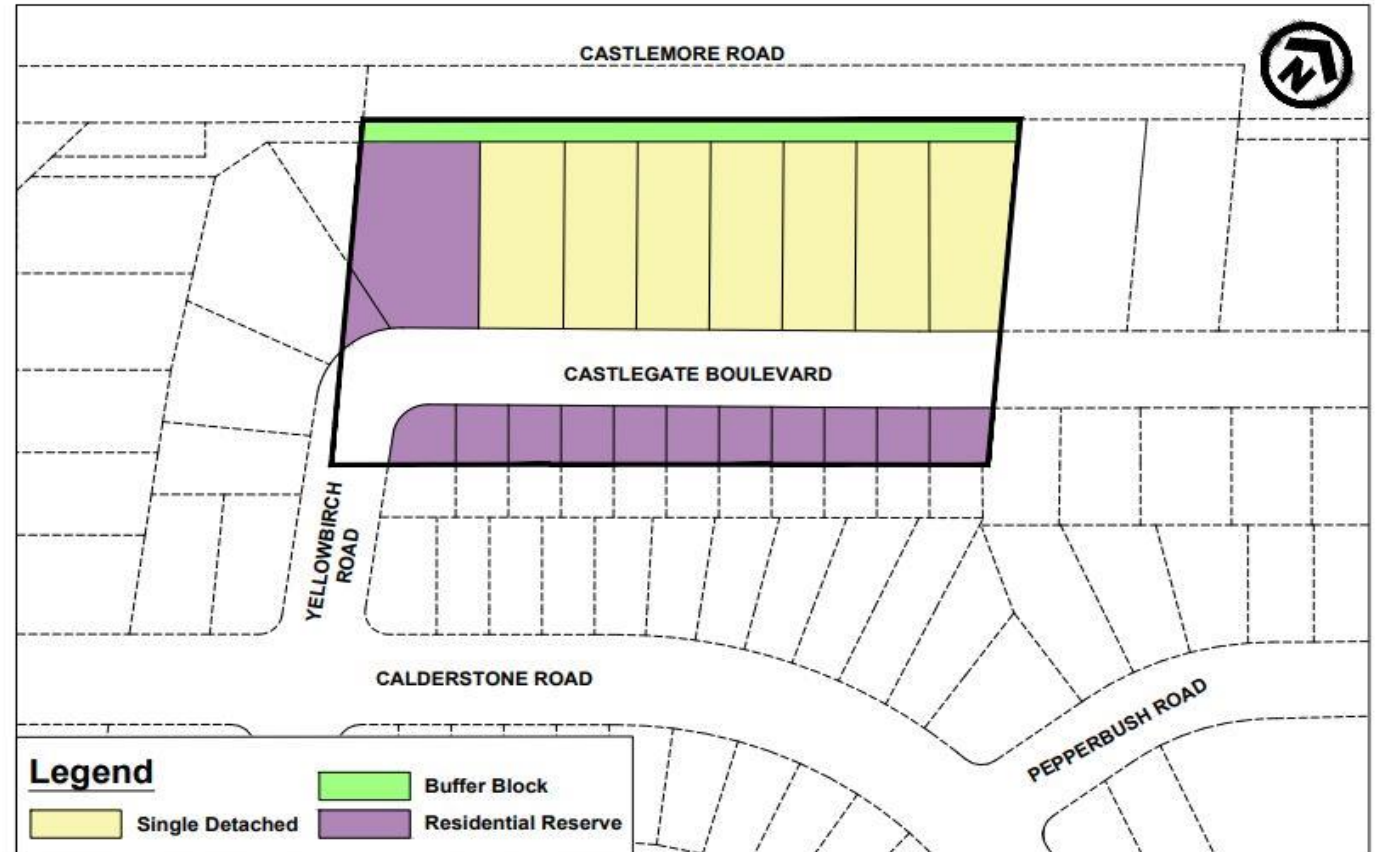 CASTLEMORE ROAD
N
CASTLEGATE BOULEVARD
YELLOWBIRCH
ROAD
CALDERSTONE ROAD
PEPPERBUSH ROAD
Legend
Buffer Block
Single Detached
Residential Reserve